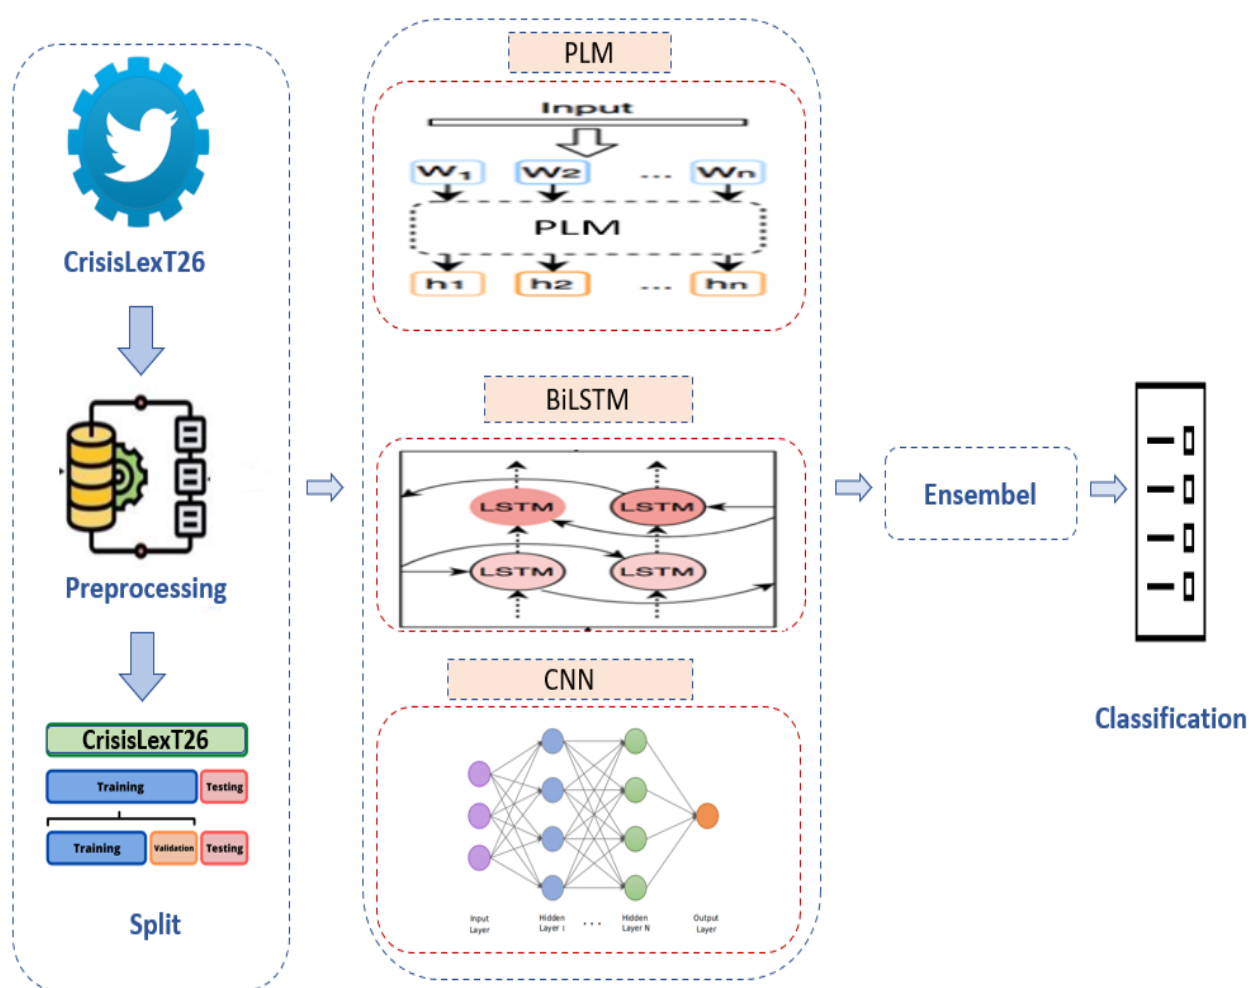 CrisisLexT26
Preprocessing
CrisisLexT26
Training Testing
Training Validation Testing
Split
PLM
Input
W1 W2 ... Wn
PLM
h1 h2 ... hn
BiLSTM
LSTM LSTM
LSTM LSTM
CNN
Input
Layer
Hidden
Layer 1
...
Hidden
Layer N
Output
Layer
Ensembel
Classification